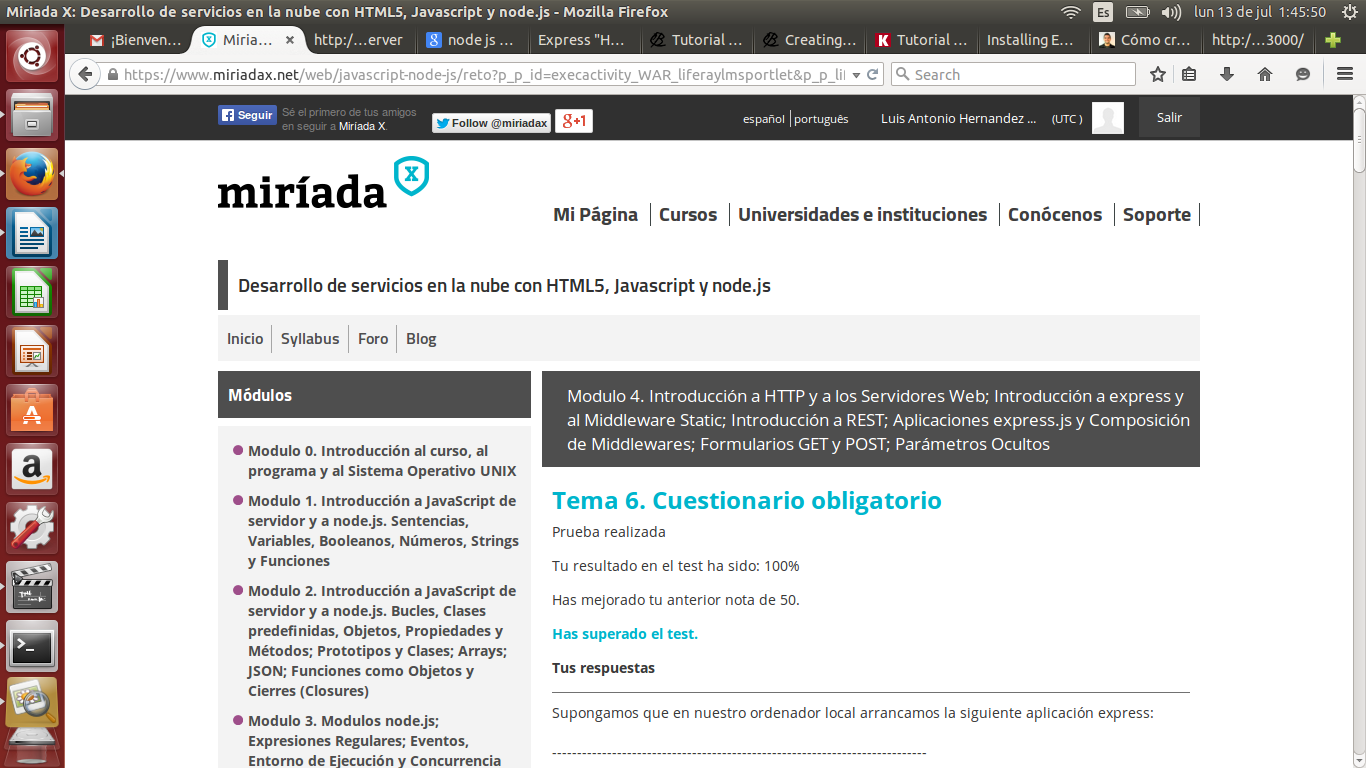 Miriada X: Desarrollo de servicios en la nube con HTML5, Javascript y node.js - Mozilla Firefox
Es
lun 13 de jul 1:45:50
¡Bienven...
Miria...
http:/...erver
node js ...
Express "H...
Tutorial ...
Creating...
Tutorial ...
Installing E...
Cómo cr...
http:/...3000/
https://www.miriadax.net/web/javascript-node-js/reto?p_p_id=execactivity_WAR_liferaylmsportlet&p_p_li
Search
Seguir
Sé el primero de tus amigos
en seguir a Miríada X.
Follow @miriadax
g+1
español
português
Luis Antonio Hernandez ...
(UTC )
Salir
miríada X
Mi Página
Cursos
Universidades e instituciones
Conócenos
Soporte
Desarrollo de servicios en la nube con HTML5, Javascript y node.js
Inicio
Syllabus
Foro
Blog
Módulos
Modulo 0. Introducción al curso, al
programa y al Sistema Operativo UNIX
Modulo 1. Introducción a JavaScript de
servidor y a node.js. Sentencias,
Variables, Booleanos, Números, Strings
y Funciones
Modulo 2. Introducción a JavaScript de
servidor y a node.js. Bucles, Clases
predefinidas, Objetos, Propiedades y
Métodos; Prototipos y Clases; Arrays;
JSON; Funciones como Objetos y
Cierres (Closures)
Modulo 3. Modulos node.js;
Expresiones Regulares; Eventos,
Entorno de Ejecución y Concurrencia
Modulo 4. Introducción a HTTP y a los Servidores Web; Introducción a express y
al Middleware Static; Introducción a REST; Aplicaciones express.js y Composición
de Middlewares; Formularios GET y POST; Parámetros Ocultos
Tema 6. Cuestionario obligatorio
Prueba realizada
Tu resultado en el test ha sido: 100%
Has mejorado tu anterior nota de 50.
Has superado el test.
Tus respuestas
Supongamos que en nuestro ordenador local arrancamos la siguiente aplicación express:
---------------------------------------------------------------------------